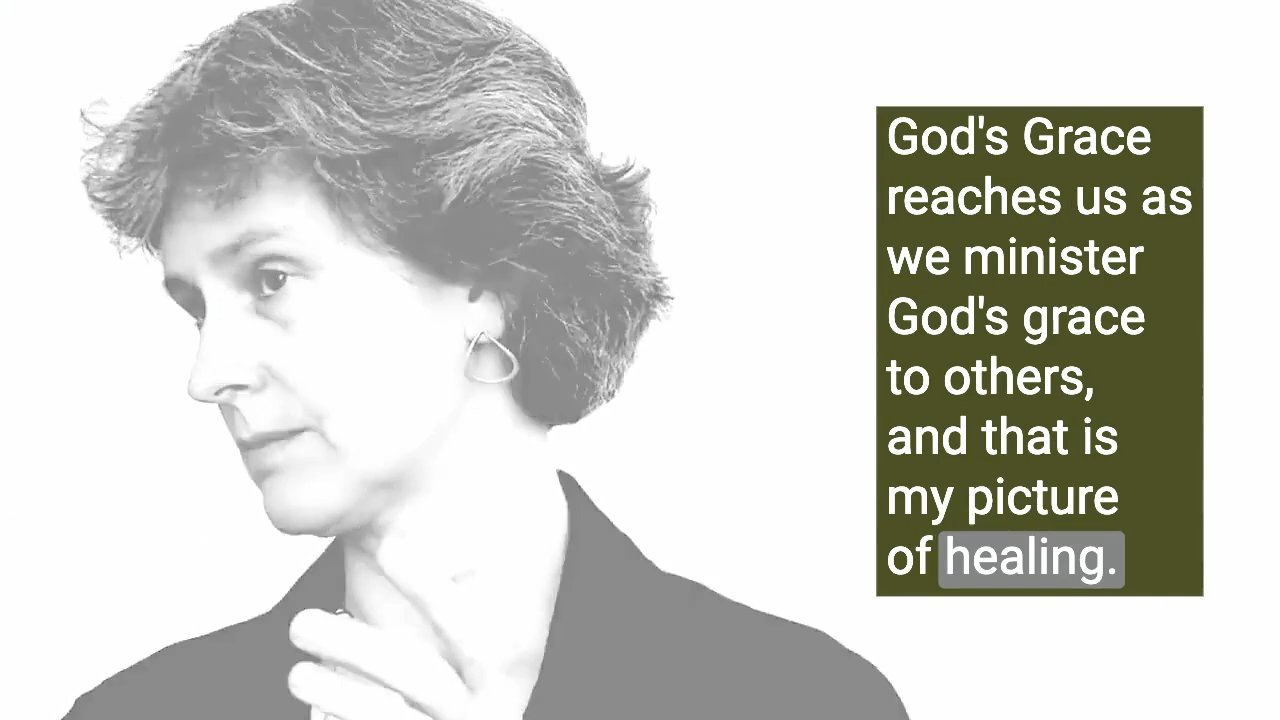 God's Grace
reaches us as
we minister
God's grace
to others,
and that is
my picture
of healing.